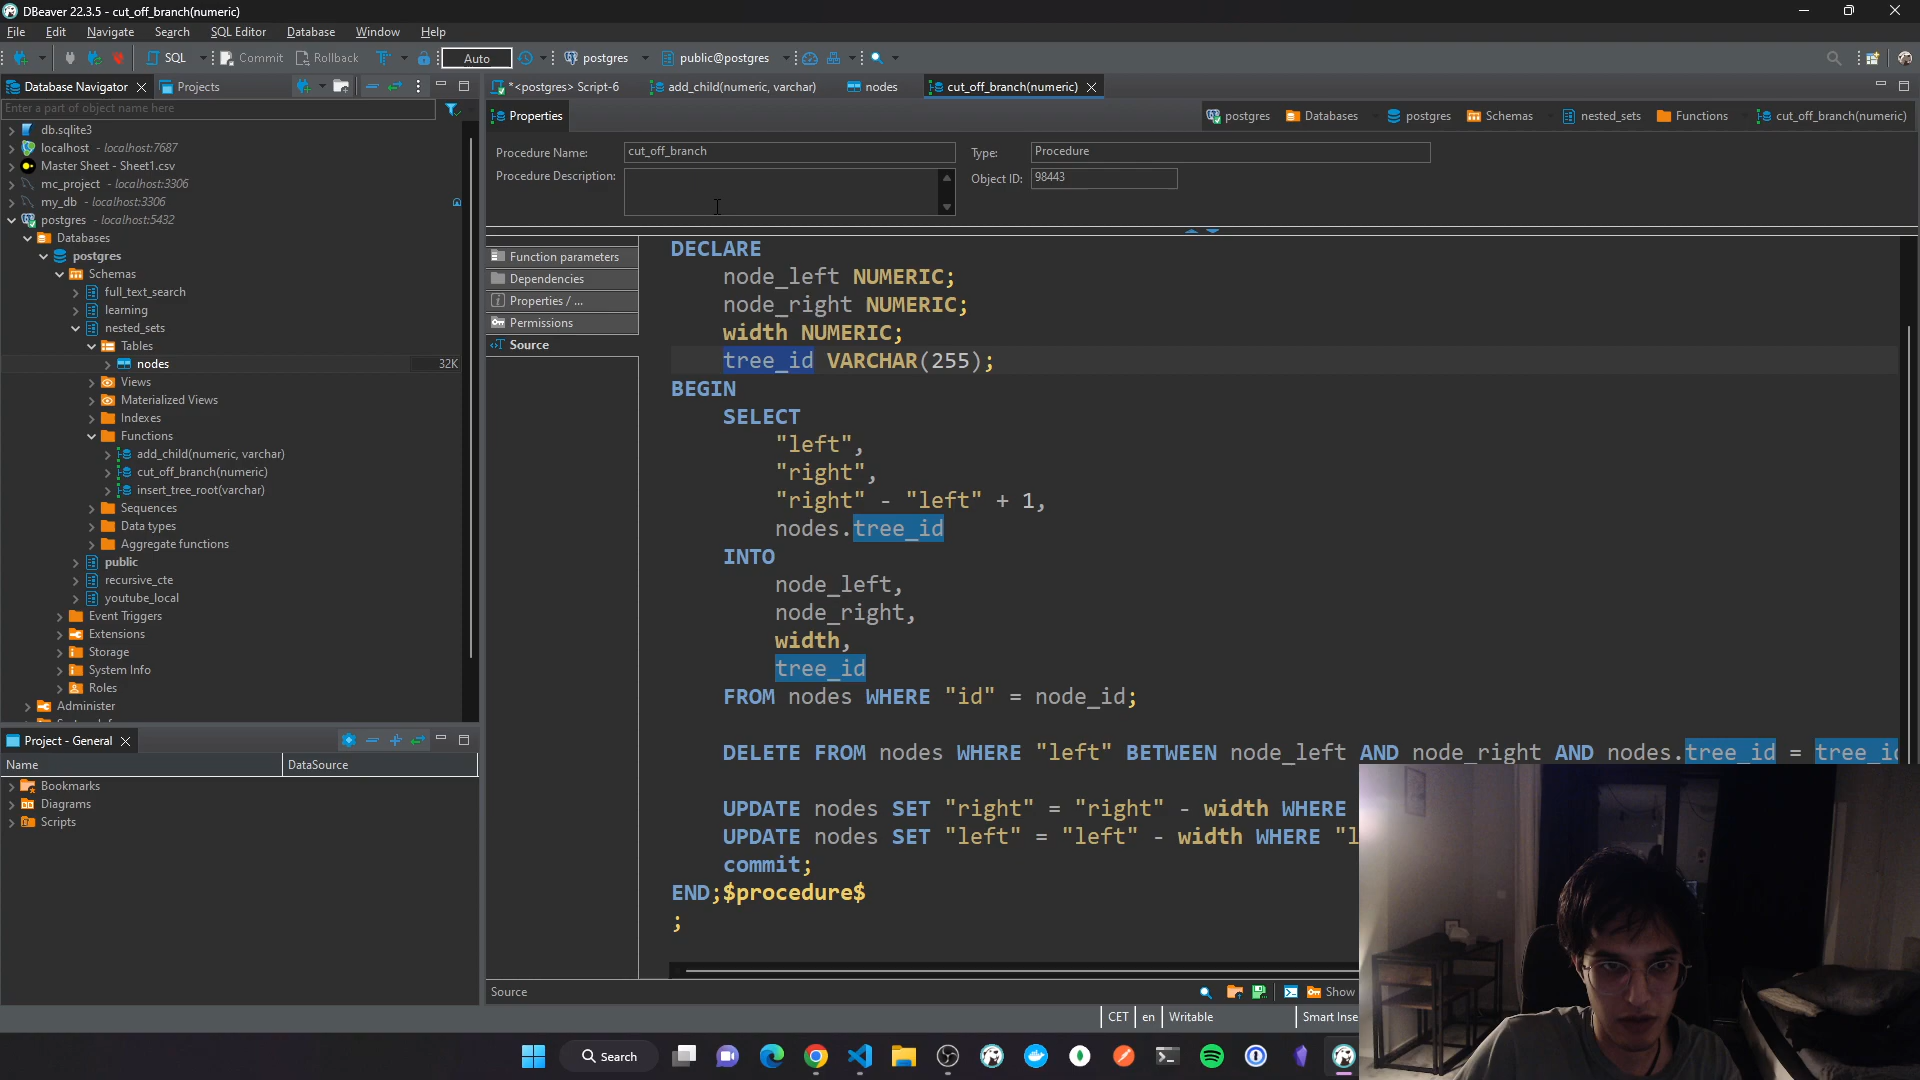 DBeaver 22.3.5 - cut_off_branch(numeric)
File Edit Navigate Search SQL Editor Database Window Help
SQL Commit Rollback Auto postgres public@postgres
Database Navigator Projects
Enter a part of object name here
db.sqlite3
localhost - localhost:7687
Master Sheet - Sheet1.csv
mc_project - localhost:3306
my_db - localhost:3306
postgres - localhost:5432
Databases
postgres
Schemas
full_text_search
learning
nested_sets
Tables
nodes 32K
Views
Materialized Views
Indexes
Functions
add_child(numeric, varchar)
cut_off_branch(numeric)
insert_tree_root(varchar)
Sequences
Data types
Aggregate functions
public
recursive_cte
youtube_local
Event Triggers
Extensions
Storage
System Info
Roles
Administer
Project - General
Name DataSource
Bookmarks
Diagrams
Scripts
*<postgres> Script-6 add_child(numeric, varchar) nodes cut_off_branch(numeric)
Properties postgres Databases postgres Schemas nested_sets Functions cut_off_branch(numeric)
Procedure Name: cut_off_branch Type: Procedure
Procedure Description: Object ID: 98443
Function parameters
Dependencies
Properties / ...
Permissions
Source
DECLARE
node_left NUMERIC;
node_right NUMERIC;
width NUMERIC;
tree_id VARCHAR(255);
BEGIN
SELECT
"left",
"right",
"right" - "left" + 1,
nodes.tree_id
INTO
node_left,
node_right,
width,
tree_id
FROM nodes WHERE "id" = node_id;
DELETE FROM nodes WHERE "left" BETWEEN node_left AND node_right AND nodes.tree_id = tree_id
UPDATE nodes SET "right" = "right" - width WHERE
UPDATE nodes SET "left" = "left" - width WHERE "l
commit;
END;$procedure$
;
Source Show
CET en Writable Smart Inse
Search